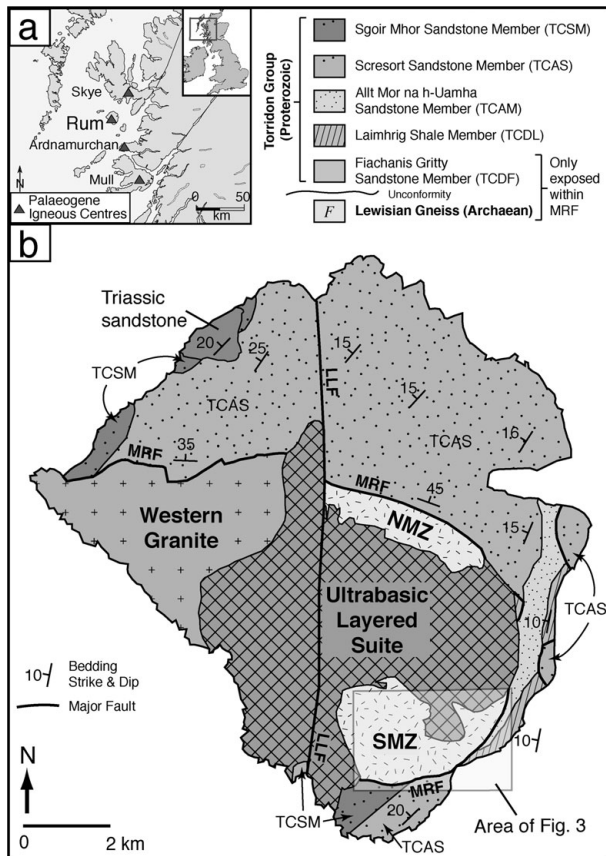 a
Skye
Rum
Ardnamurchan
Mull
N
Palaeogene
Igneous Centres
0
50
km
Torridon Group
(Proterozoic)
Sgoir Mhor Sandstone Member (TCSM)
Scresort Sandstone Member (TCAS)
Allt Mor na h-Uamha
Sandstone Member (TCAM)
Laimhrig Shale Member (TCDL)
Fiachanis Gritty
Sandstone Member (TCDF)
Unconformity
F
Lewisian Gneiss (Archaean)
Only
exposed
within
MRF
b
Triassic
sandstone
TCSM
20
25
TCAS
35
MRF
LLF
15
15
TCAS
16
MRF
45
NMZ
15
Western
Granite
Ultrabasic
Layered
Suite
TCAS
10
10
SMZ
LLF
MRF
TCSM
20
TCAS
Area of Fig. 3
10
Bedding
Strike & Dip
Major Fault
N
0
2 km